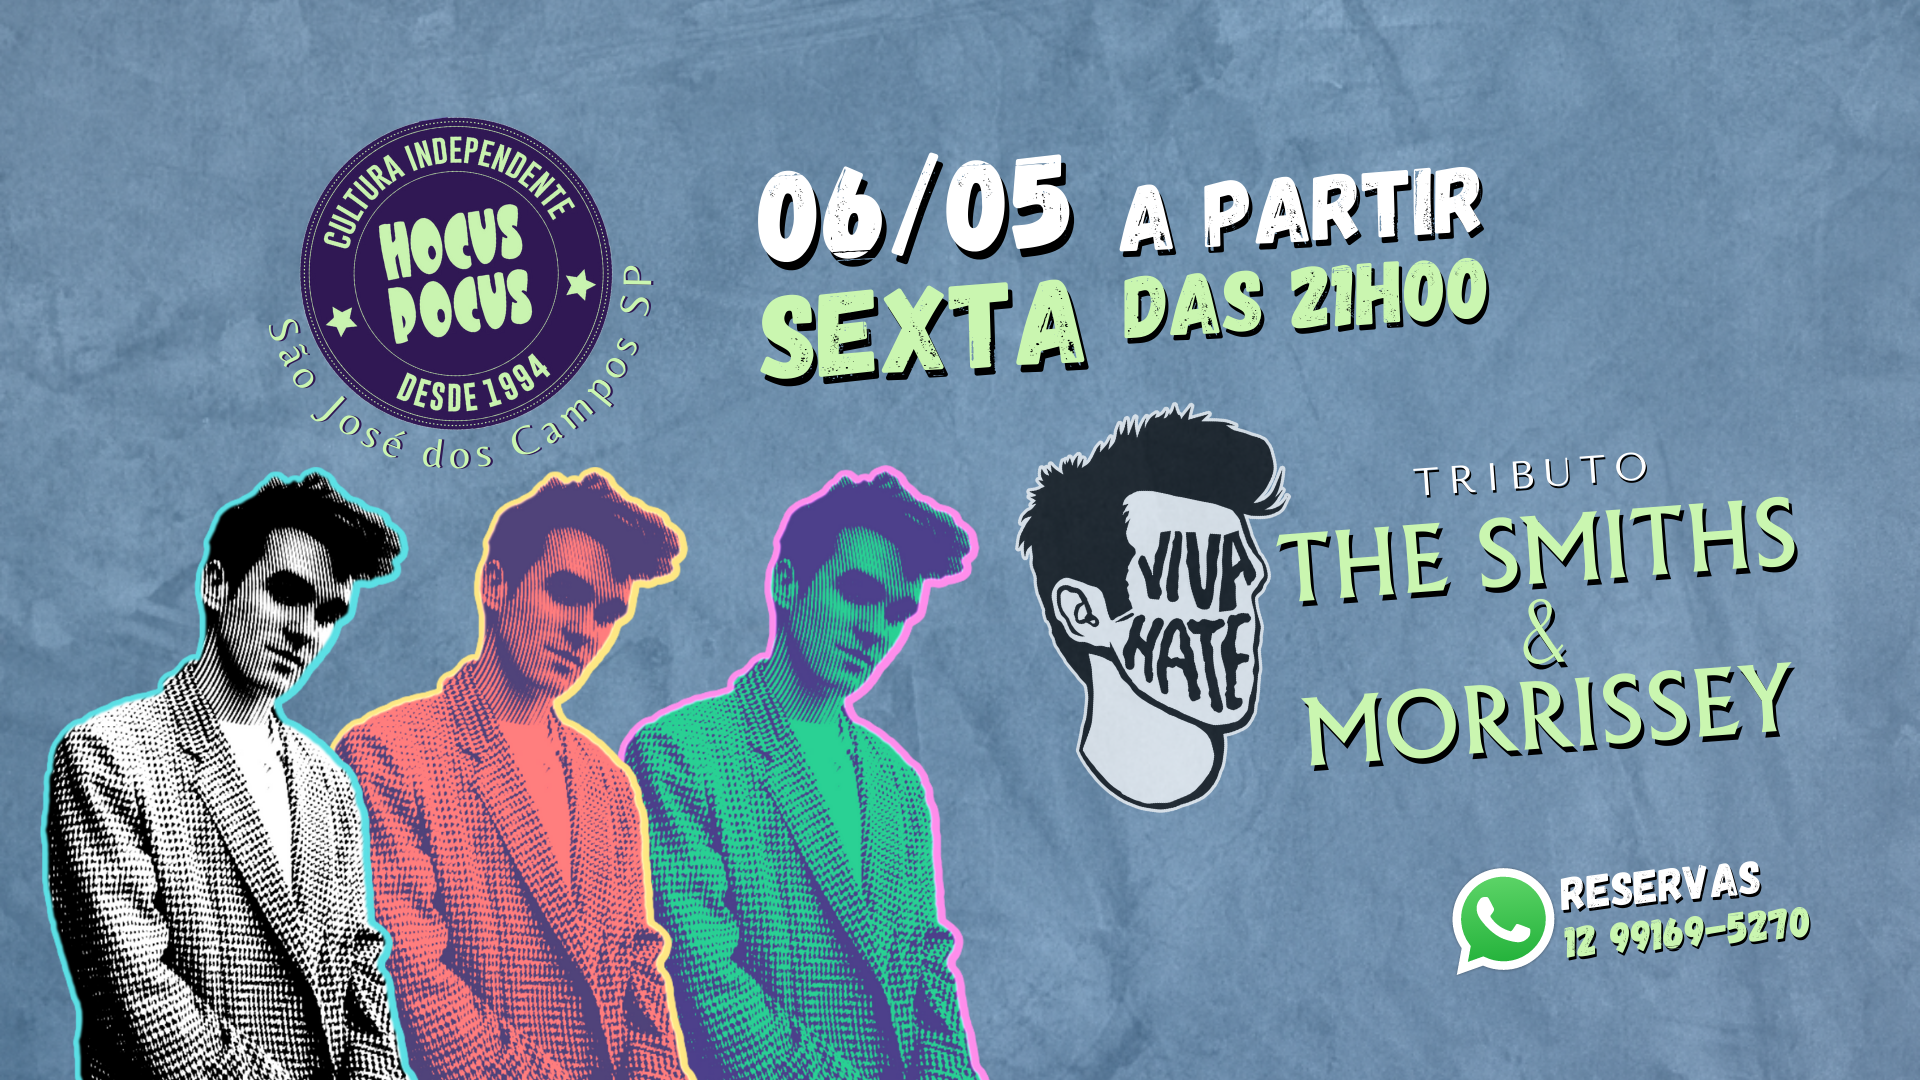 CULTURA INDEPENDENTE
HOCUS
POCUS
DESDE 1994
São José dos Campos SP
06/05
SEXTA
A PARTIR
DAS 21H00
VIVA
HATE
TRIBUTO
THE SMITHS
&
MORRISSEY
RESERVAS
12 99169-5270